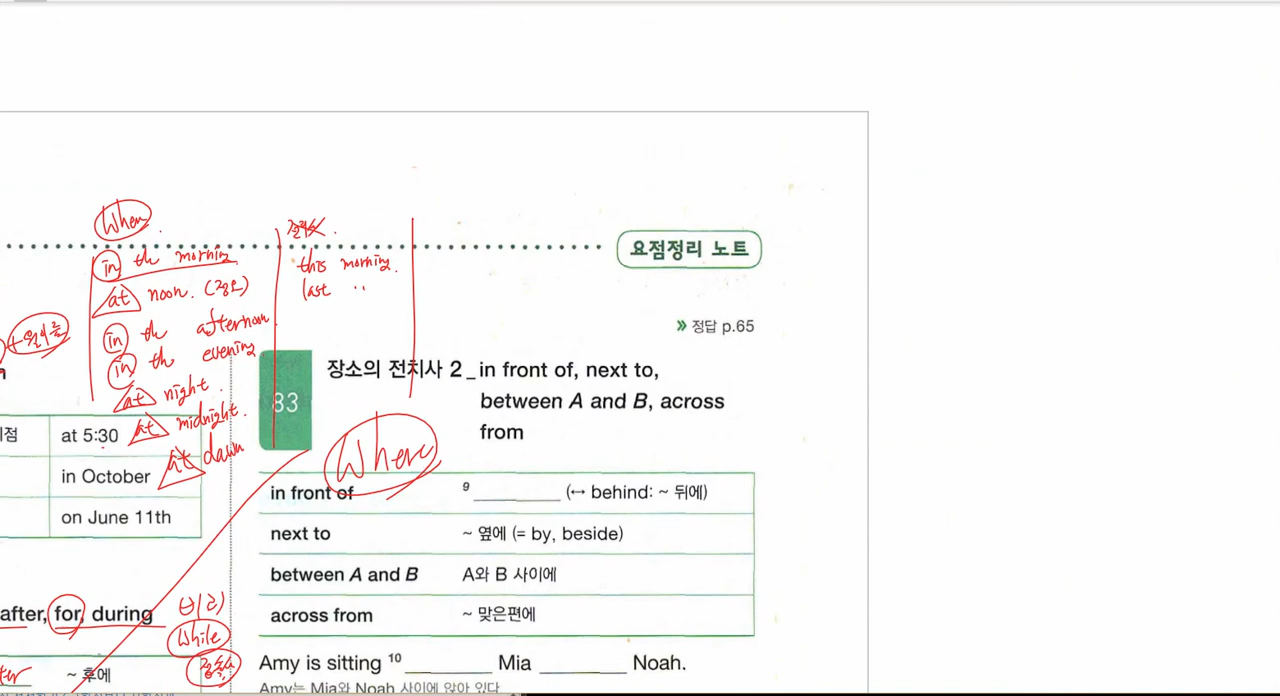 When.
in the morning
at noon. (정오)
in the afternoon
in the evening
at night.
at midnight.
at dawn
this morning.
last ..
요점정리 노트
» 정답 p.65
83
장소의 전치사 2_in front of, next to,
between A and B, across
from
Where
at 5:30
in October
on June 11th
in front of 9 ________ (↔ behind: ~ 뒤에)
next to ~ 옆에 (= by, beside)
between A and B A와 B 사이에
across from ~ 맞은편에
after, for, during
while
접속사
~ 후에
Amy is sitting 10 ________ Mia ________ Noah.
Amy는 Mia와 Noah 사이에 앉아 있다